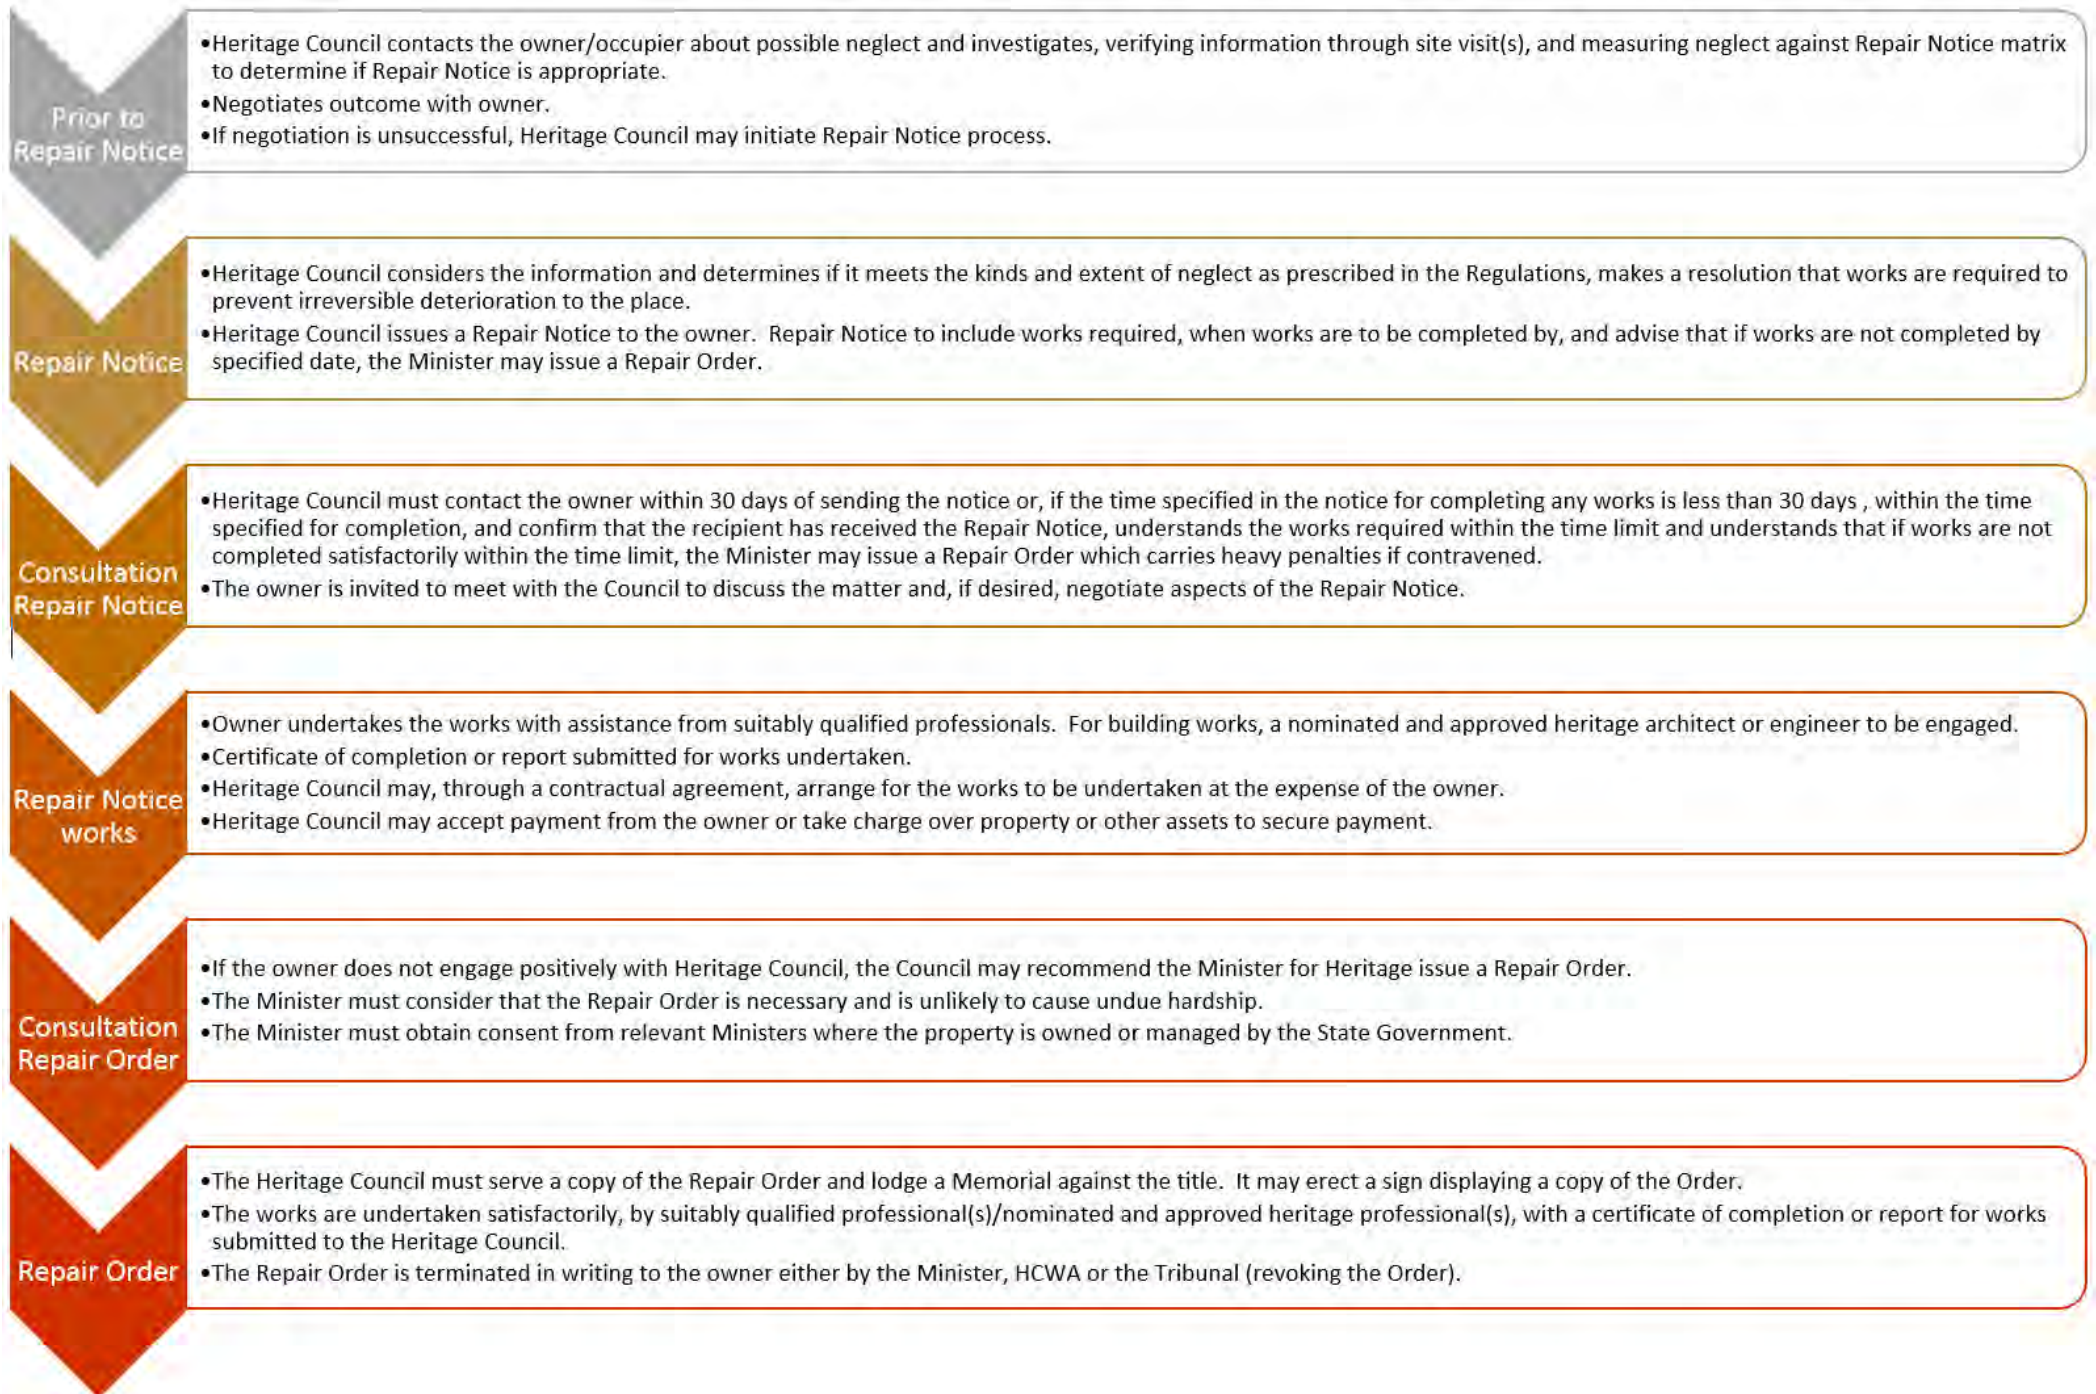 Prior to
Repair Notice
•Heritage Council contacts the owner/occupier about possible neglect and investigates, verifying information through site visit(s), and measuring neglect against Repair Notice matrix
to determine if Repair Notice is appropriate.
•Negotiates outcome with owner.
•If negotiation is unsuccessful, Heritage Council may initiate Repair Notice process.
Repair Notice
•Heritage Council considers the information and determines if it meets the kinds and extent of neglect as prescribed in the Regulations, makes a resolution that works are required to
prevent irreversible deterioration to the place.
•Heritage Council issues a Repair Notice to the owner.  Repair Notice to include works required, when works are to be completed by, and advise that if works are not completed by
specified date, the Minister may issue a Repair Order.
Consultation
Repair Notice
•Heritage Council must contact the owner within 30 days of sending the notice or, if the time specified in the notice for completing any works is less than 30 days , within the time
specified for completion, and confirm that the recipient has received the Repair Notice, understands the works required within the time limit and understands that if works are not
completed satisfactorily within the time limit, the Minister may issue a Repair Order which carries heavy penalties if contravened.
•The owner is invited to meet with the Council to discuss the matter and, if desired, negotiate aspects of the Repair Notice.
Repair Notice
works
•Owner undertakes the works with assistance from suitably qualified professionals.  For building works, a nominated and approved heritage architect or engineer to be engaged.
•Certificate of completion or report submitted for works undertaken.
•Heritage Council may, through a contractual agreement, arrange for the works to be undertaken at the expense of the owner.
•Heritage Council may accept payment from the owner or take charge over property or other assets to secure payment.
Consultation
Repair Order
•If the owner does not engage positively with Heritage Council, the Council may recommend the Minister for Heritage issue a Repair Order.
•The Minister must consider that the Repair Order is necessary and is unlikely to cause undue hardship.
•The Minister must obtain consent from relevant Ministers where the property is owned or managed by the State Government.
Repair Order
•The Heritage Council must serve a copy of the Repair Order and lodge a Memorial against the title.  It may erect a sign displaying a copy of the Order.
•The works are undertaken satisfactorily, by suitably qualified professional(s)/nominated and approved heritage professional(s), with a certificate of completion or report for works
submitted to the Heritage Council.
•The Repair Order is terminated in writing to the owner either by the Minister, HCWA or the Tribunal (revoking the Order).